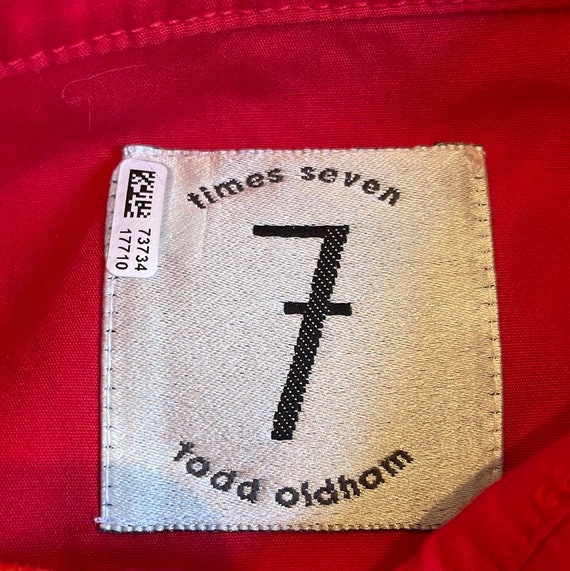 times seven
7
todd oldham
73734
17710